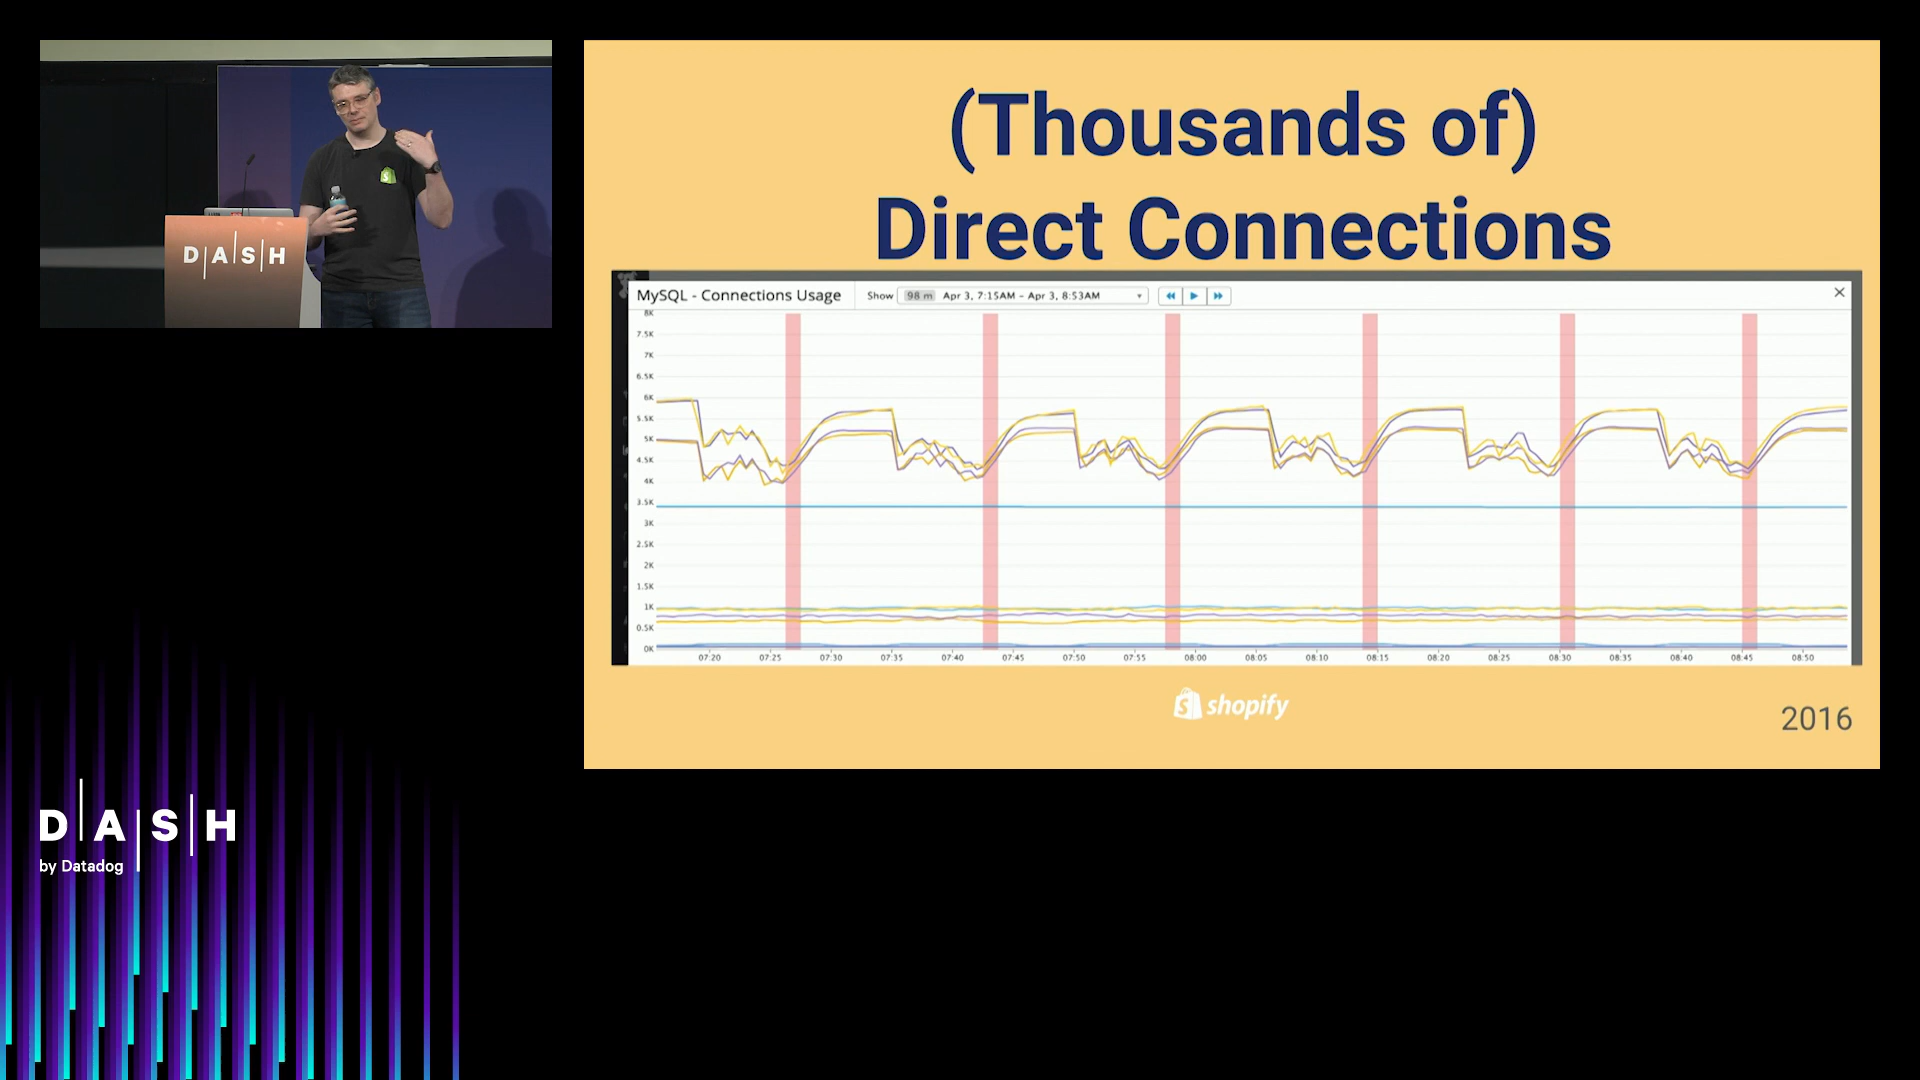 (Thousands of)
Direct Connections
MySQL - Connections Usage
Show 98 m Apr 3, 7:15AM - Apr 3, 8:53AM
8K
7.5K
7K
6.5K
6K
5.5K
5K
4.5K
4K
3.5K
3K
2.5K
2K
1.5K
1K
0.5K
0K
07:20 07:25 07:30 07:35 07:40 07:45 07:50 07:55 08:00 08:05 08:10 08:15 08:20 08:25 08:30 08:35 08:40 08:45 08:50
shopify
2016
DASH
DASH
by Datadog